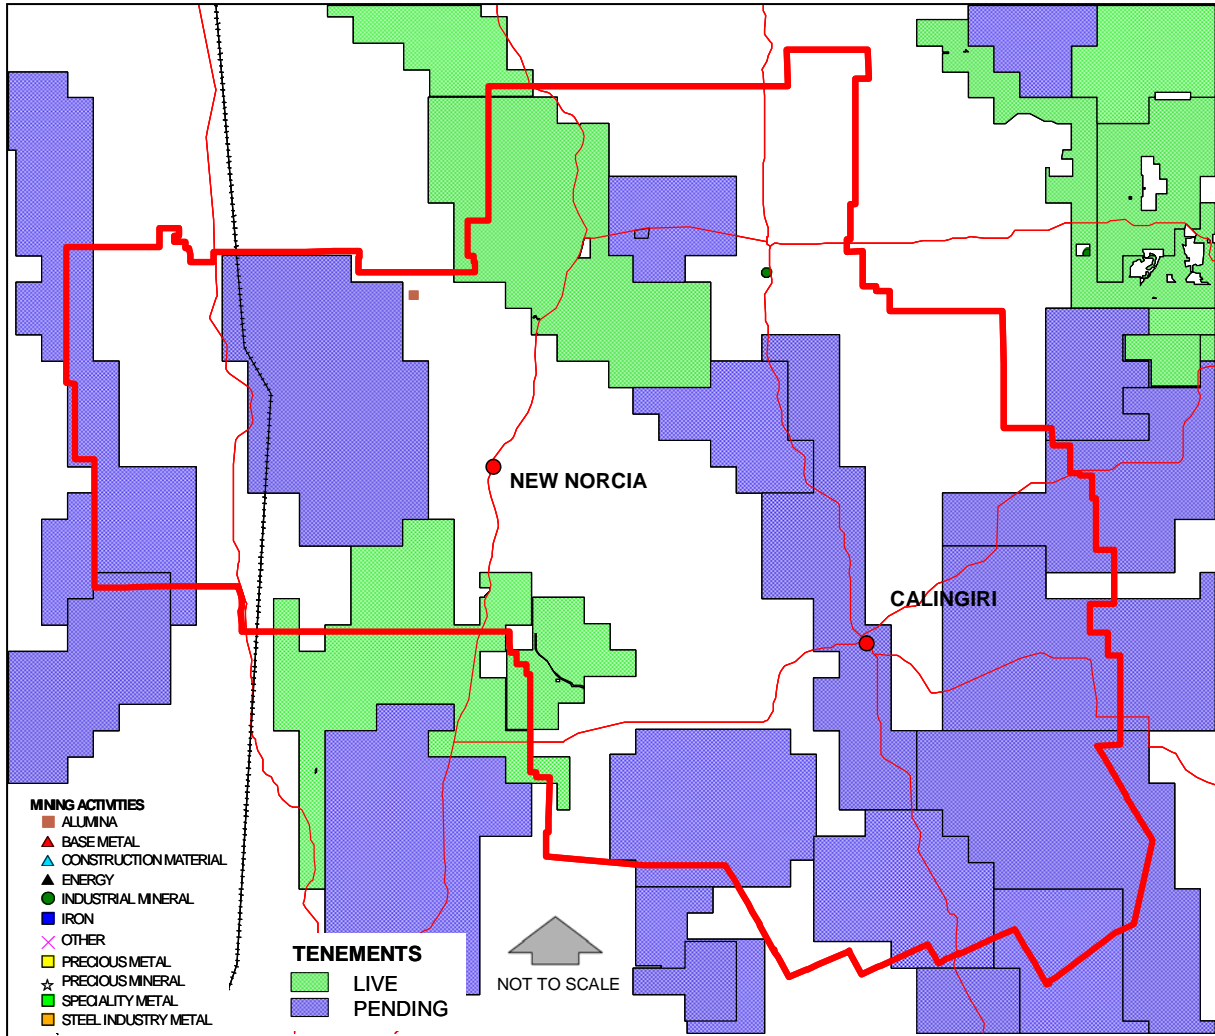 NEW NORCIA
CALINGIRI
MINING ACTIVITIES
ALUMINA
BASE METAL
CONSTRUCTION MATERIAL
ENERGY
INDUSTRIAL MINERAL
IRON
OTHER
PRECIOUS METAL
PRECIOUS MINERAL
SPECIALITY METAL
STEEL INDUSTRY METAL
TENEMENTS
LIVE
PENDING
NOT TO SCALE